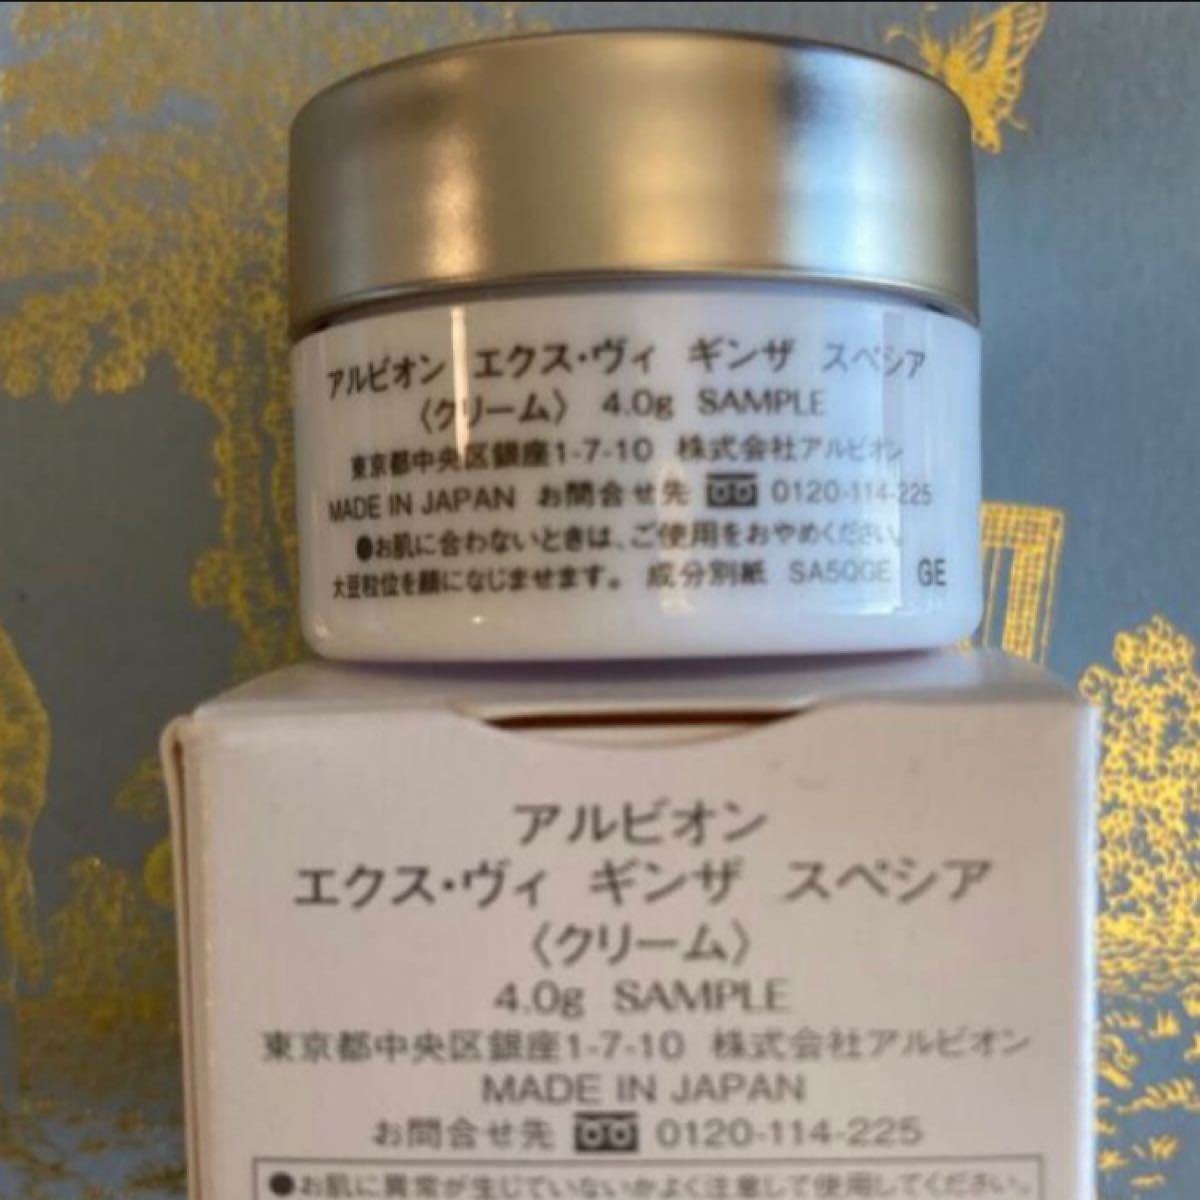 アルビオン エクス・ヴィ ギンザ スペシア
〈クリーム〉 4.0g SAMPLE
東京都中央区銀座1-7-10 株式会社アルビオン
MADE IN JAPAN お問合せ先 0120-114-225
●お肌に合わないときは、ご使用をおやめください。
大豆粒位を顔になじませます。 成分別紙 SA50GE GE
アルビオン
エクス・ヴィ ギンザ スペシア
〈クリーム〉
4.0g SAMPLE
東京都中央区銀座1-7-10 株式会社アルビオン
MADE IN JAPAN
お問合せ先 0120-114-225
●お肌に異常が生じていないかよく注意して使用してください。